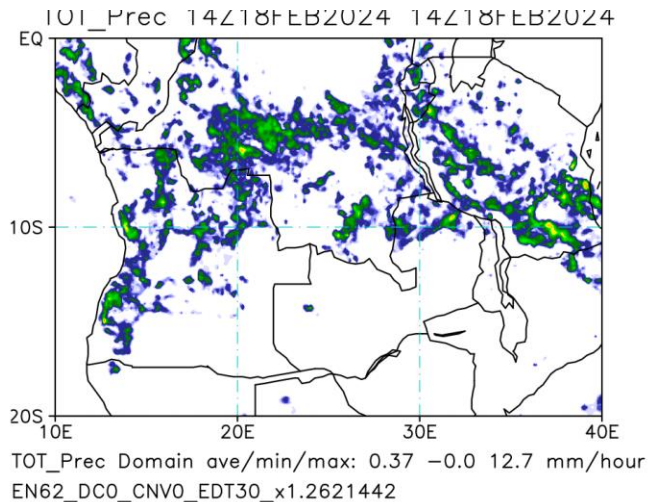 TOT_Prec 14Z18FEB2024 14Z18FEB2024
EQ
10S
20S
10E 20E 30E 40E
TOT_Prec Domain ave/min/max: 0.37 -0.0 12.7 mm/hour
EN62_DC0_CNV0_EDT30_x1.2621442